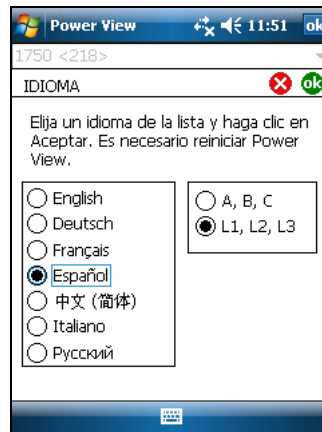 Power View 11:51 ok
1750 <218>
IDIOMA ok
Elija un idioma de la lista y haga clic en
Aceptar. Es necesario reiniciar Power
View.
English
Deutsch
Français
Español
中文 (简体)
Italiano
Русский
A, B, C
L1, L2, L3